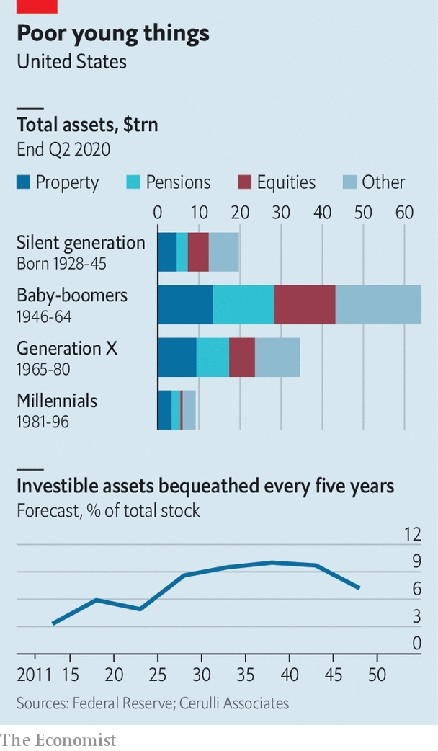 Poor young things
United States
Total assets, $trn
End Q2 2020
Property Pensions Equities Other
0 10 20 30 40 50 60
Silent generation
Born 1928-45
Baby-boomers
1946-64
Generation X
1965-80
Millennials
1981-96
Investible assets bequeathed every five years
Forecast, % of total stock
12
9
6
3
0
2011 15 20 25 30 35 40 45 50
Sources: Federal Reserve; Cerulli Associates
The Economist